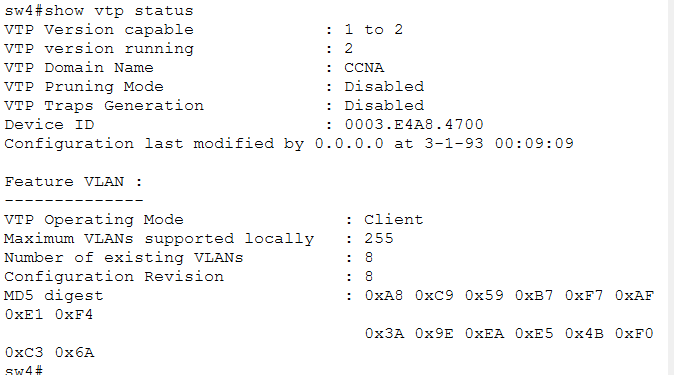 sw4#show vtp status
VTP Version capable : 1 to 2
VTP version running : 2
VTP Domain Name : CCNA
VTP Pruning Mode : Disabled
VTP Traps Generation : Disabled
Device ID : 0003.E4A8.4700
Configuration last modified by 0.0.0.0 at 3-1-93 00:09:09
Feature VLAN :
--------------
VTP Operating Mode : Client
Maximum VLANs supported locally : 255
Number of existing VLANs : 8
Configuration Revision : 8
MD5 digest : 0xA8 0xC9 0x59 0xB7 0xF7 0xAF
0xE1 0xF4
0x3A 0x9E 0xEA 0xE5 0x4B 0xF0
0xC3 0x6A
sw4#